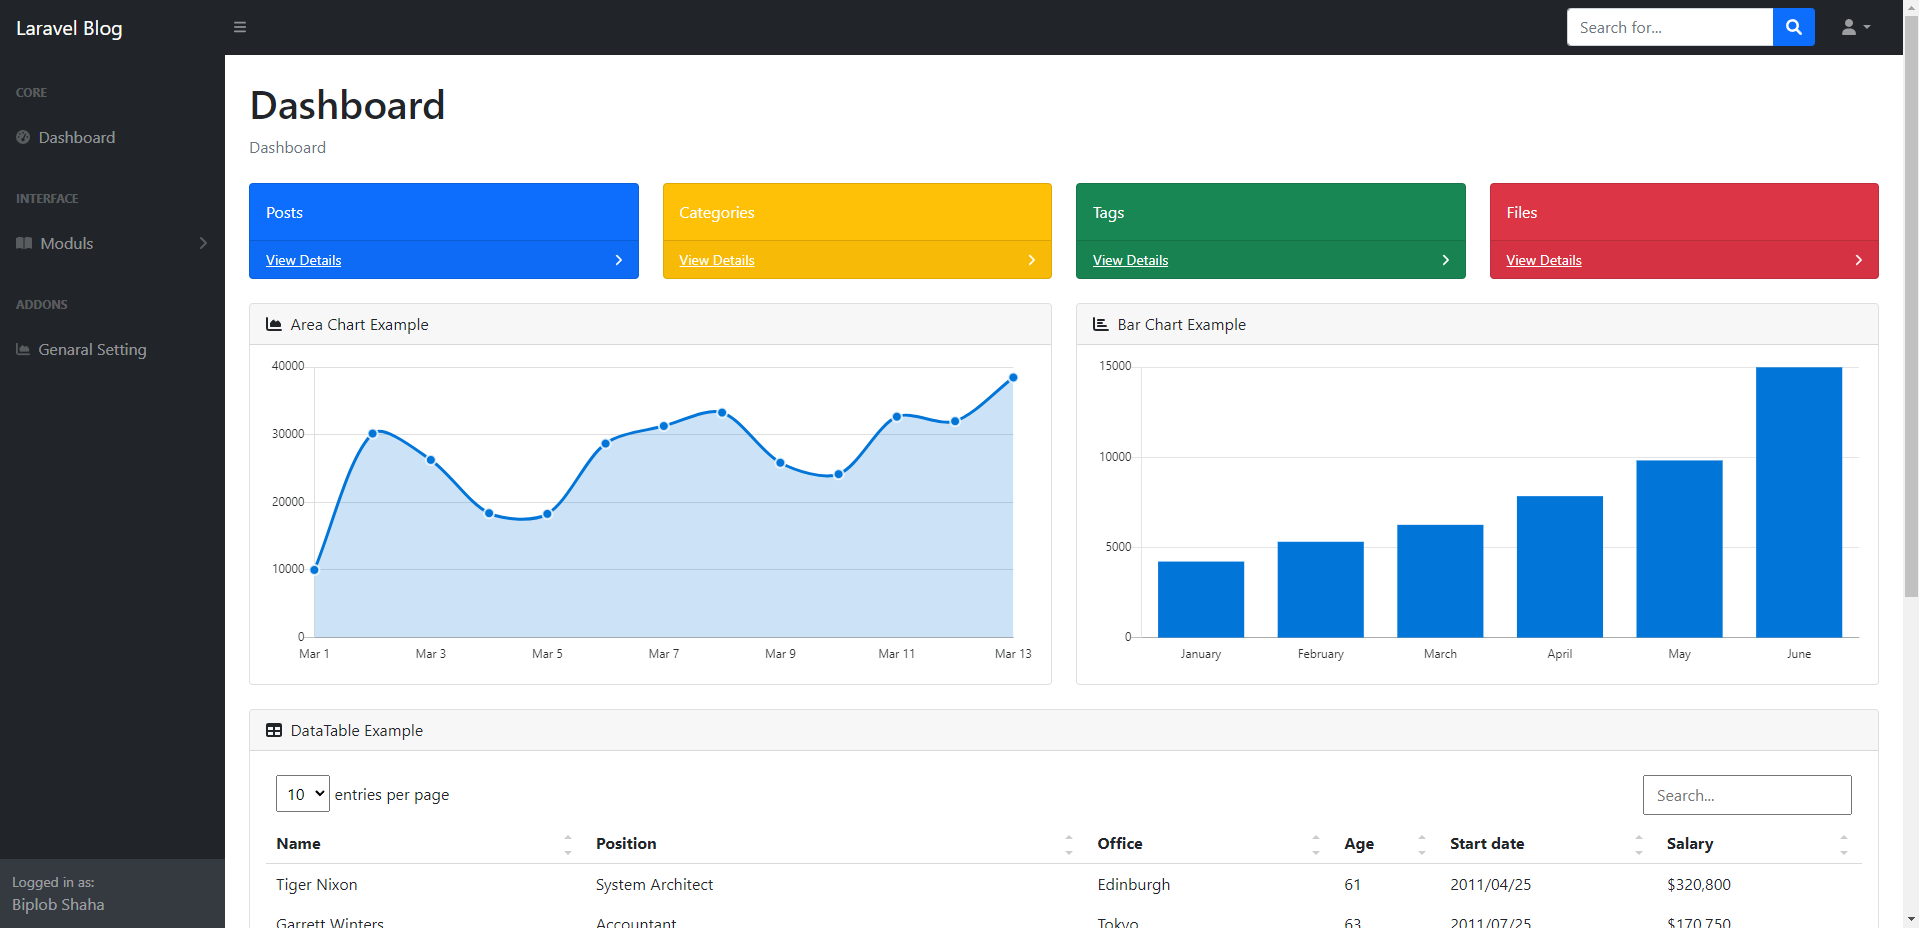 Laravel Blog
Search for...
CORE
Dashboard
INTERFACE
Moduls
ADDONS
Genaral Setting
Logged in as:
Biplob Shaha
Dashboard
Dashboard
Posts
View Details
Categories
View Details
Tags
View Details
Files
View Details
Area Chart Example
40000
30000
20000
10000
0
Mar 1 Mar 3 Mar 5 Mar 7 Mar 9 Mar 11 Mar 13
Bar Chart Example
15000
10000
5000
0
January February March April May June
DataTable Example
10 entries per page
Search...
Name Position Office Age Start date Salary
Tiger Nixon System Architect Edinburgh 61 2011/04/25 $320,800
Garrett Winters Accountant Tokyo 63 2011/07/25 $170,750